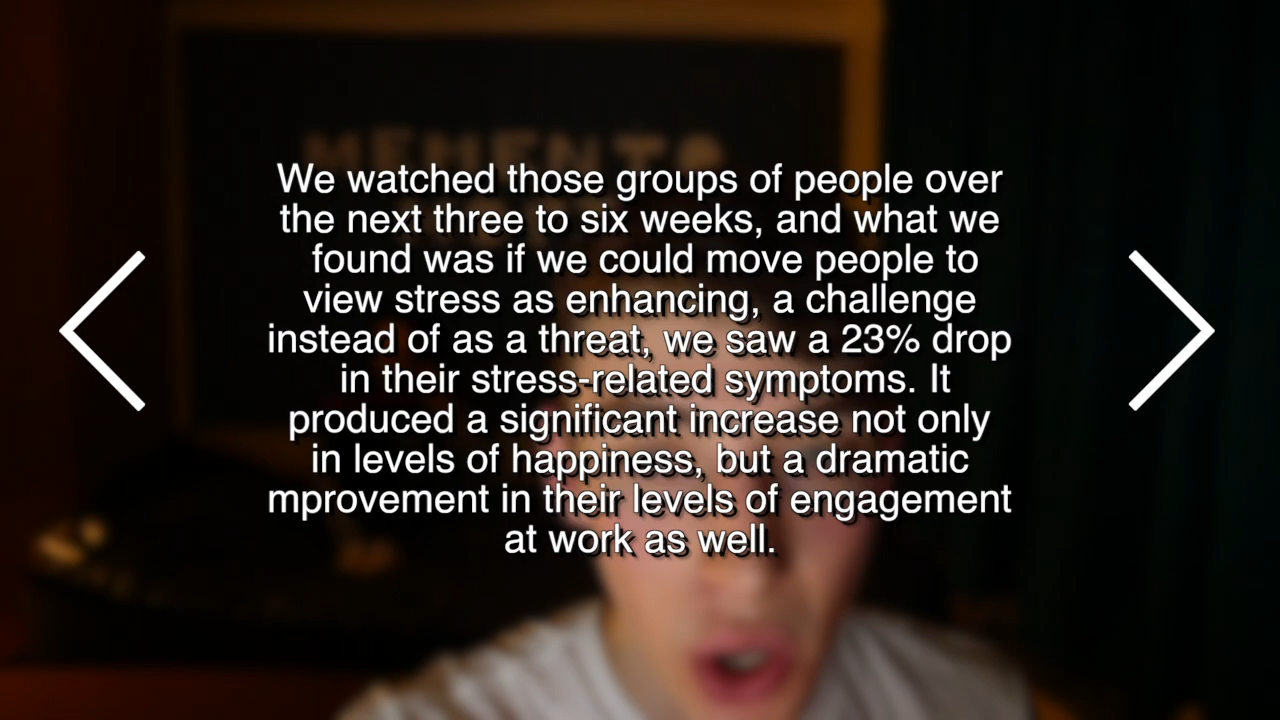 MEMENTO
We watched those groups of people over
the next three to six weeks, and what we
found was if we could move people to
view stress as enhancing, a challenge
instead of as a threat, we saw a 23% drop
in their stress-related symptoms. It
produced a significant increase not only
in levels of happiness, but a dramatic
mprovement in their levels of engagement
at work as well.